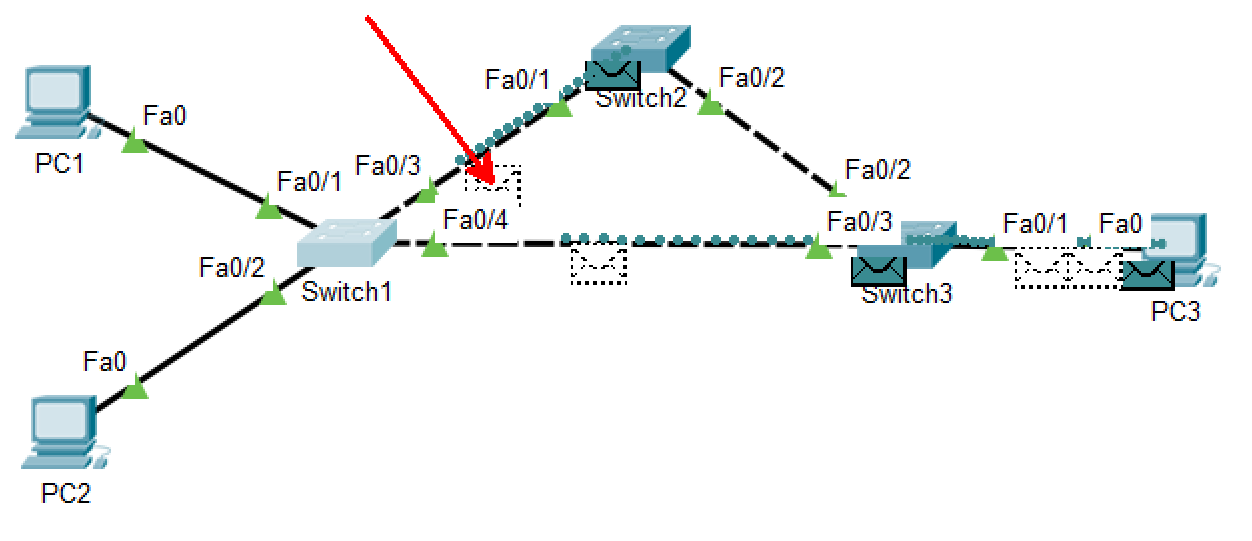 Fa0/1
Fa0/2
Switch2
Fa0
PC1
Fa0/3
Fa0/2
Fa0/1
Fa0/4
Fa0/3
Fa0/1
Fa0
Fa0/2
Switch1
Switch3
PC3
Fa0
PC2